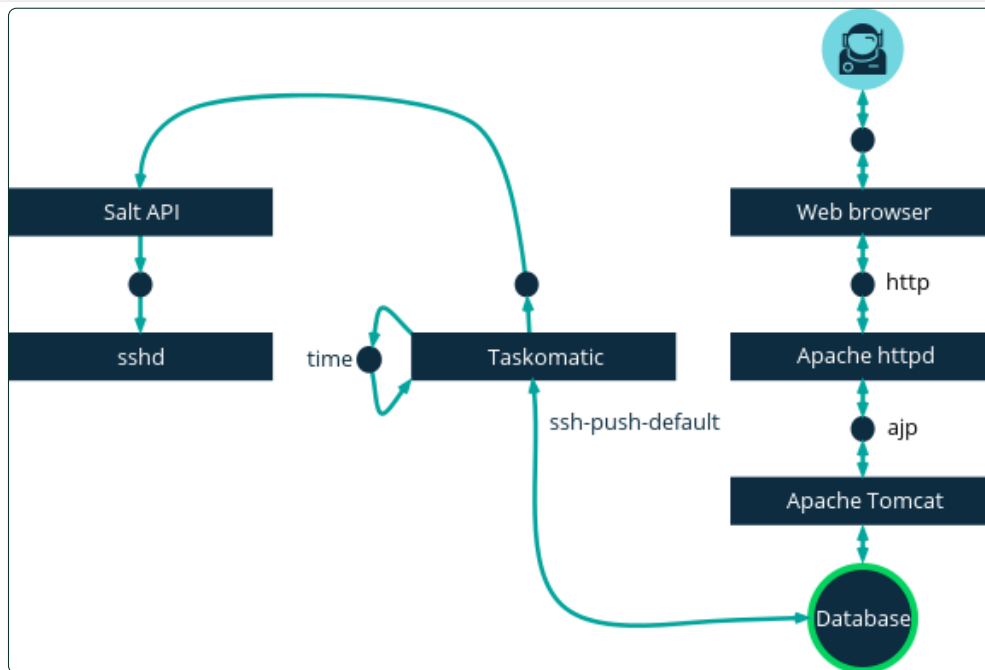 Salt API
Web browser
http
sshd
time
Taskomatic
Apache httpd
ssh-push-default
ajp
Apache Tomcat
Database